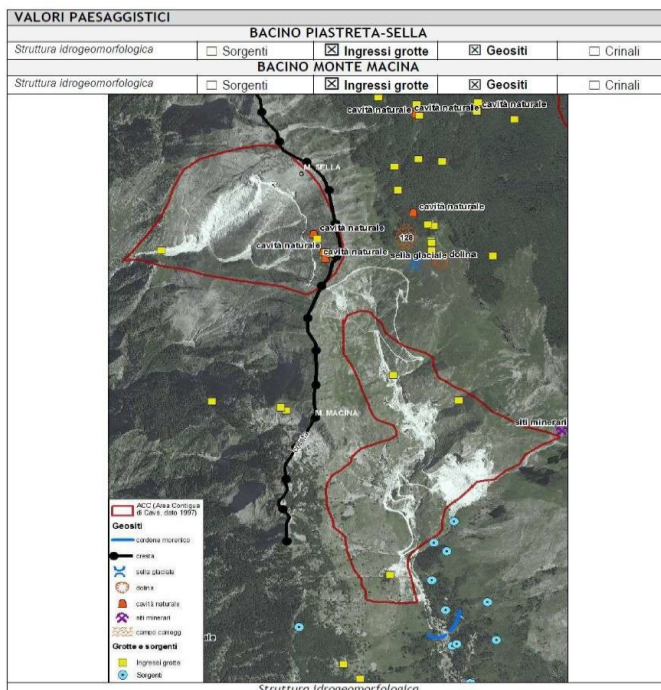 VALORI PAESAGGISTICI
BACINO PIASTRETA-SELLA
Struttura idrogeomorfologica ☐ Sorgenti ☒ Ingressi grotte ☒ Geositi ☐ Crinali
BACINO MONTE MACINA
Struttura idrogeomorfologica ☐ Sorgenti ☒ Ingressi grotte ☒ Geositi ☐ Crinali
cavità naturale cavità naturale cavità naturale
M. SELLA
cavità naturale
cavità naturale
128
cavità naturale cavità naturale
sella glaciale dolina
M. MACINA
siti minerari
ACC (Area Contigua
di Cava, dato 1997)
Geositi
cordone morenico
cresta
sella glaciale
dolina
cavità naturale
siti minerari
campo carreggi
Grotte e sorgenti
Ingressi grotte
Sorgenti
Struttura idrogeomorfologica